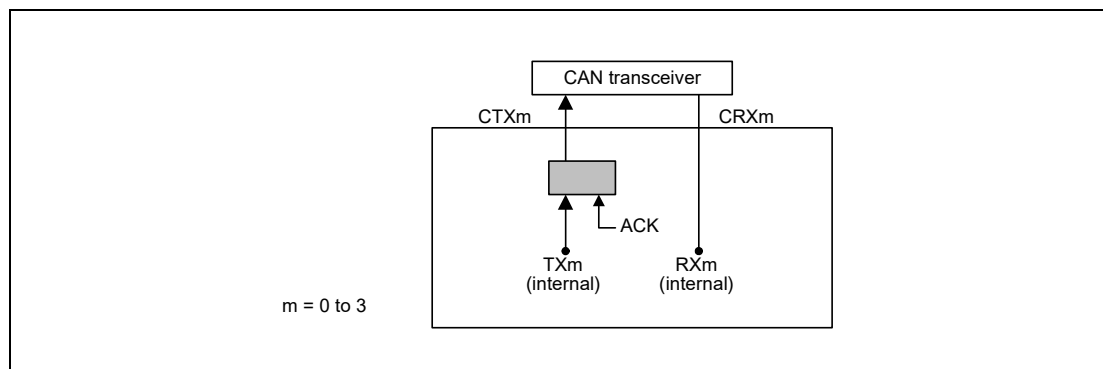 CAN transceiver
CTXm
CRXm
ACK
TXm
(internal)
RXm
(internal)
m = 0 to 3